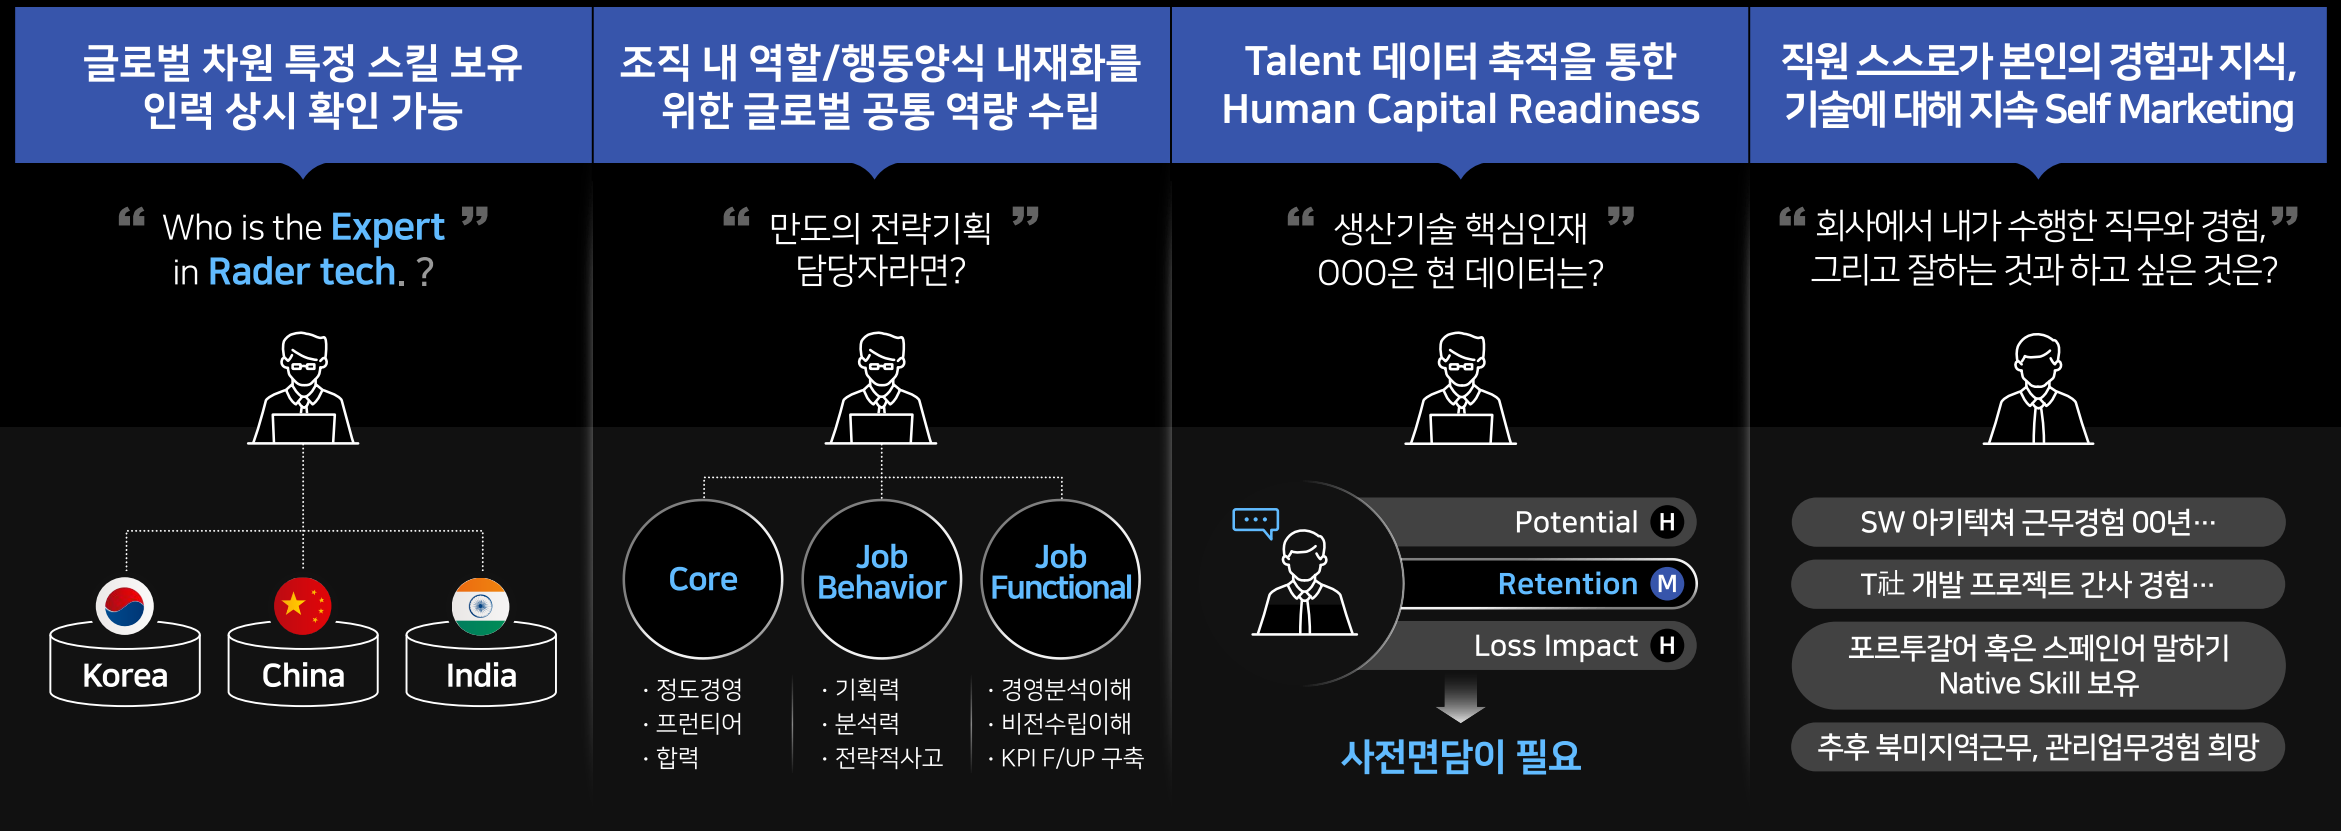 글로벌 차원 특정 스킬 보유
인력 상시 확인 가능
“ Who is the Expert ”
in Rader tech. ?
Korea
China
India
조직 내 역할/행동양식 내재화를
위한 글로벌 공통 역량 수립
“ 만도의 전략기획 ”
담당자라면?
Core
Job
Behavior
Job
Functional
· 정도경영
· 프런티어
· 합력
· 기획력
· 분석력
· 전략적사고
· 경영분석이해
· 비전수립이해
· KPI F/UP 구축
Talent 데이터 축적을 통한
Human Capital Readiness
“ 생산기술 핵심인재 ”
OOO은 현 데이터는?
Potential H
Retention M
Loss Impact H
사전면담이 필요
직원 스스로가 본인의 경험과 지식,
기술에 대해 지속 Self Marketing
“ 회사에서 내가 수행한 직무와 경험, ”
그리고 잘하는 것과 하고 싶은 것은?
SW 아키텍쳐 근무경험 00년…
T社 개발 프로젝트 간사 경험…
포르투갈어 혹은 스페인어 말하기
Native Skill 보유
추후 북미지역근무, 관리업무경험 희망